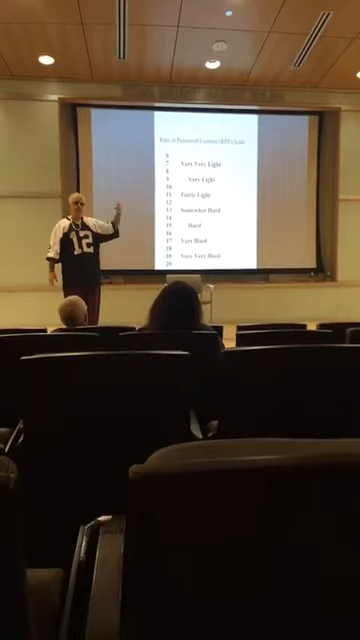 Rate of Perceived Exertion (RPE) Scale
6
7 Very Very Light
8
9 Very Light
10
11 Fairly Light
12
13 Somewhat Hard
14
15 Hard
16
17 Very Hard
18
19 Very Very Hard
20
12